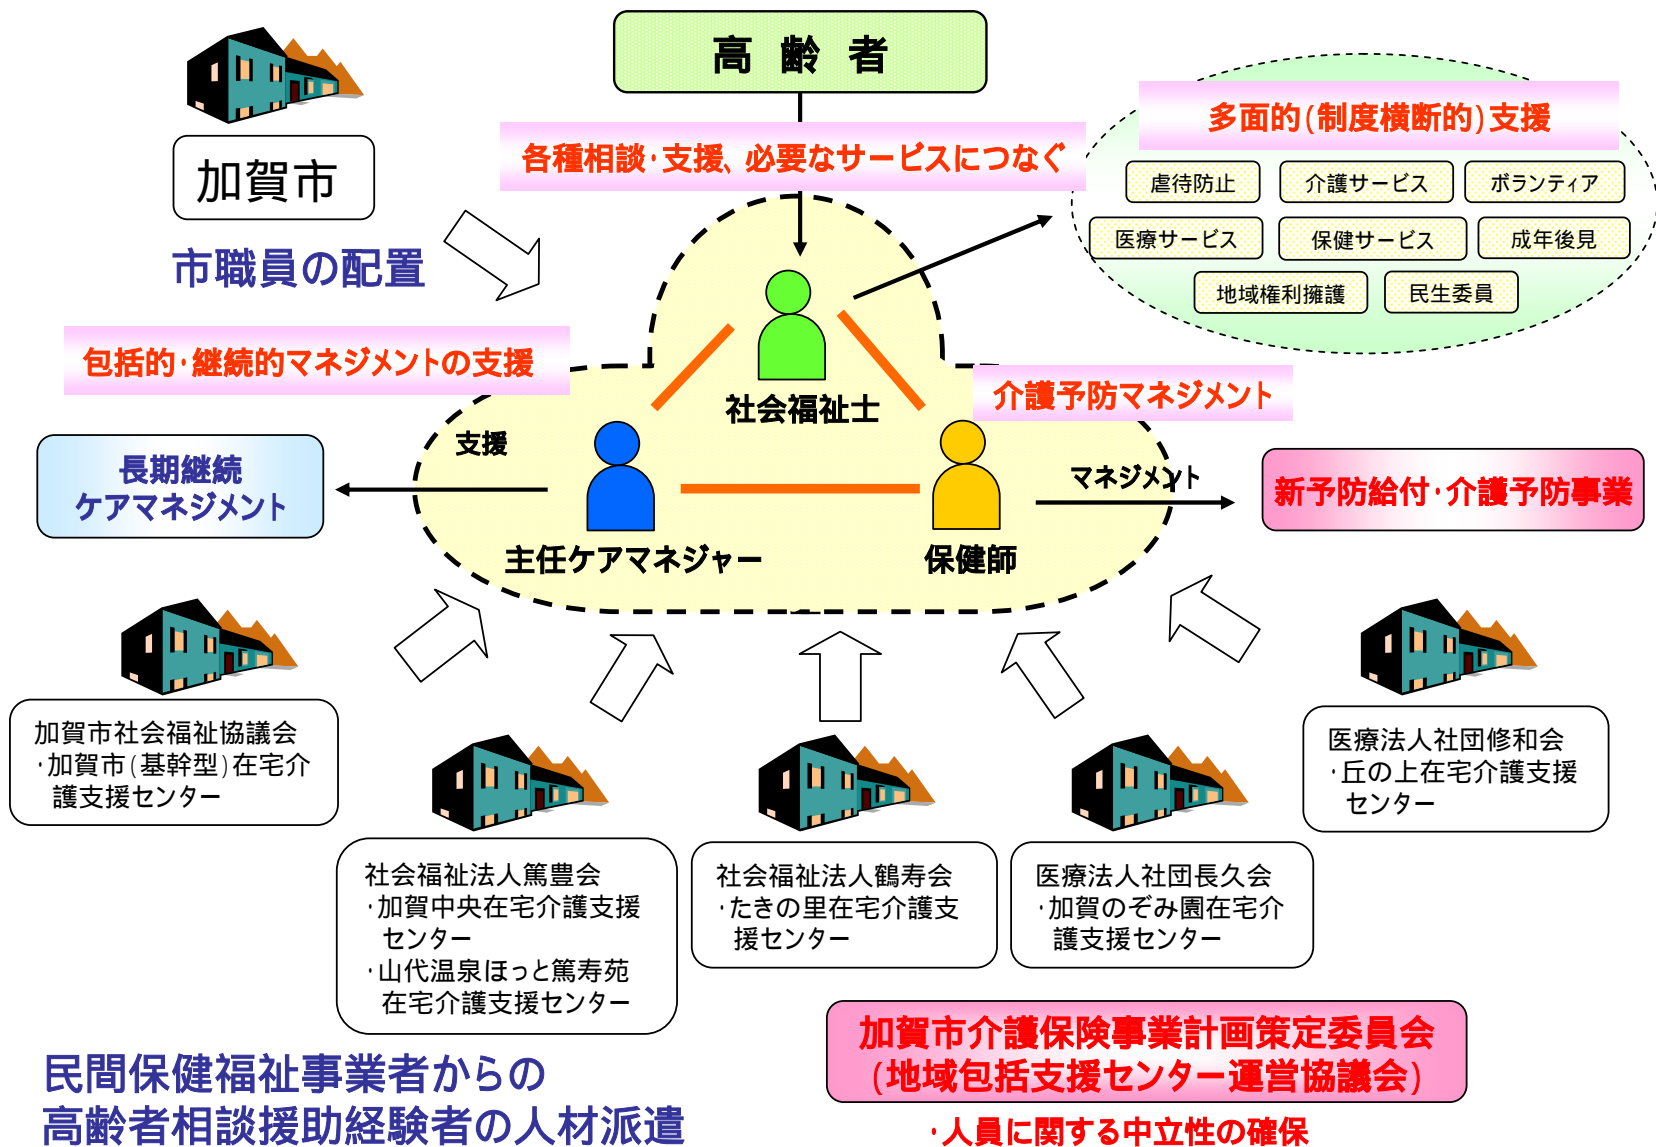 高 齢 者
加賀市
市職員の配置
各種相談・支援、必要なサービスにつなぐ
多面的(制度横断的)支援
虐待防止
介護サービス
ボランティア
医療サービス
保健サービス
成年後見
地域権利擁護
民生委員
包括的・継続的マネジメントの支援
社会福祉士
介護予防マネジメント
支援
長期継続
ケアマネジメント
主任ケアマネジャー
保健師
マネジメント
新予防給付・介護予防事業
加賀市社会福祉協議会
・加賀市(基幹型)在宅介
護支援センター
社会福祉法人篤豊会
・加賀中央在宅介護支援
センター
・山代温泉ほっと篤寿苑
在宅介護支援センター
社会福祉法人鶴寿会
・たきの里在宅介護支
援センター
医療法人社団長久会
・加賀のぞみ園在宅介
護支援センター
医療法人社団修和会
・丘の上在宅介護支援
センター
民間保健福祉事業者からの
高齢者相談援助経験者の人材派遣
加賀市介護保険事業計画策定委員会
(地域包括支援センター運営協議会)
・人員に関する中立性の確保